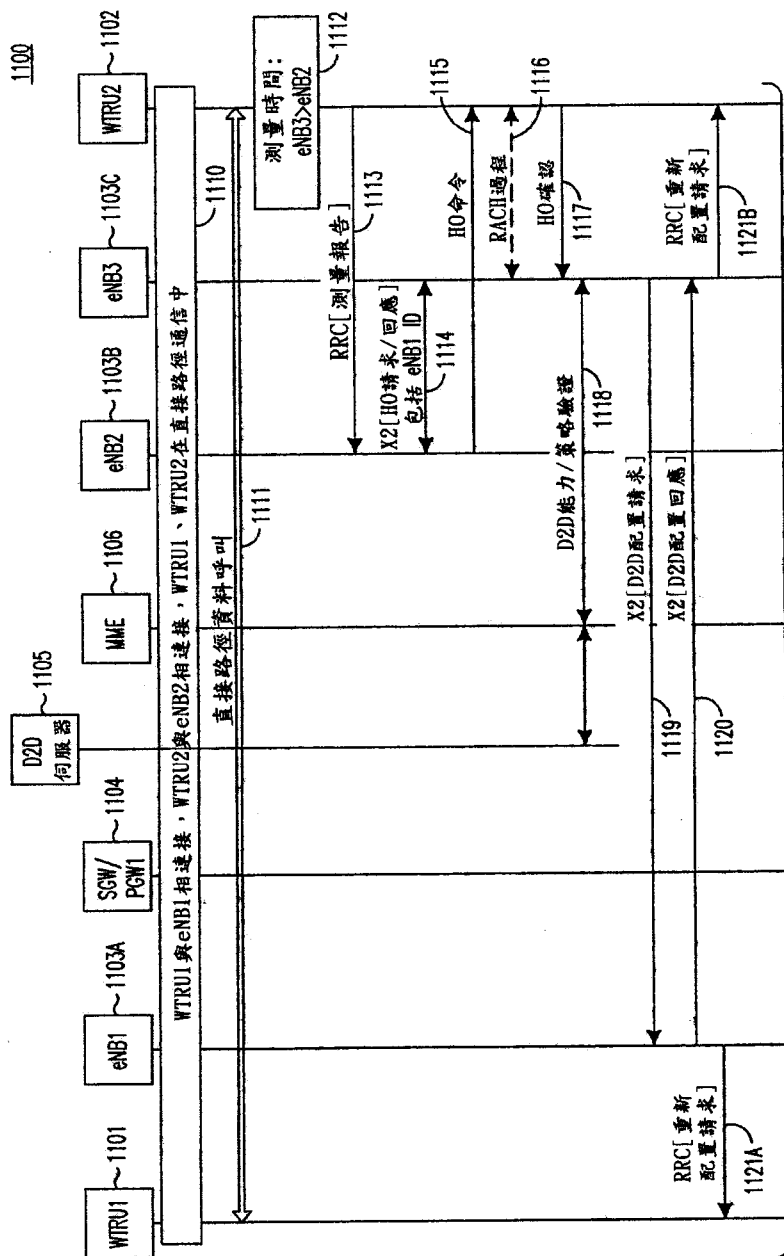 1100
WTRU1
1101
eNB1
1103A
SGW/
PGW1
1104
D2D
伺服器
1105
MME
1106
eNB2
1103B
eNB3
1103C
WTRU2
1102
WTRU1與eNB1相連接，WTRU2與eNB2相連接，WTRU1、WTRU2在直接路徑通信中
1110
直接路徑資料呼叫
1111
測量時間:
eNB3>eNB2
1112
RRC[測量報告]
1113
X2[HO請求/回應]
包括 eNB1 ID
1114
HO命令
1115
RACH過程
1116
HO確認
1117
D2D能力/策略驗證
1118
X2[D2D配置請求]
1119
X2[D2D配置回應]
1120
RRC[重新
配置請求]
1121A
RRC[重新
配置請求]
1121B